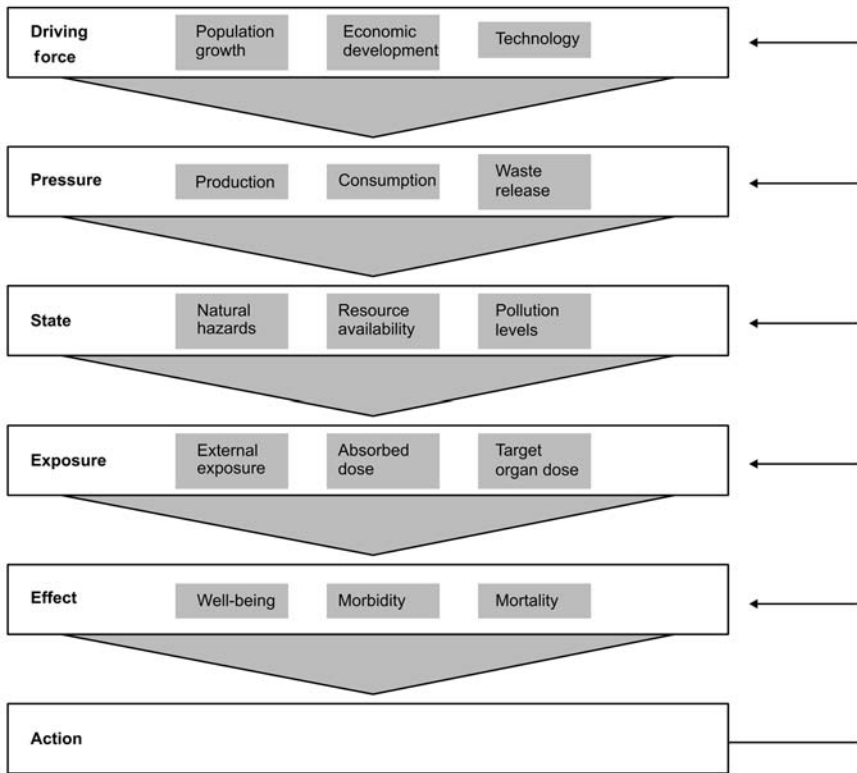 Driving
force
Population
growth
Economic
development
Technology
Pressure
Production
Consumption
Waste
release
State
Natural
hazards
Resource
availability
Pollution
levels
Exposure
External
exposure
Absorbed
dose
Target
organ dose
Effect
Well-being
Morbidity
Mortality
Action